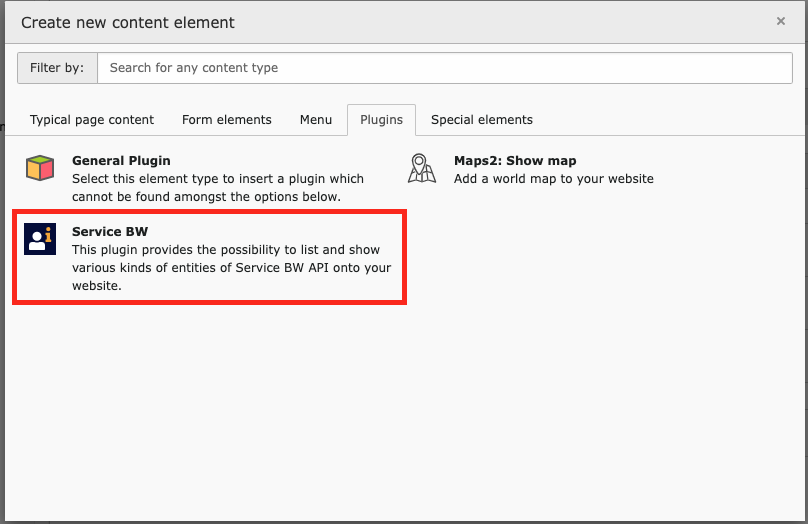 Create new content element ×
Filter by: Search for any content type
Typical page content Form elements Menu Plugins Special elements
General Plugin
Select this element type to insert a plugin which
cannot be found amongst the options below.
Maps2: Show map
Add a world map to your website
Service BW
This plugin provides the possibility to list and show
various kinds of entities of Service BW API onto your
website.